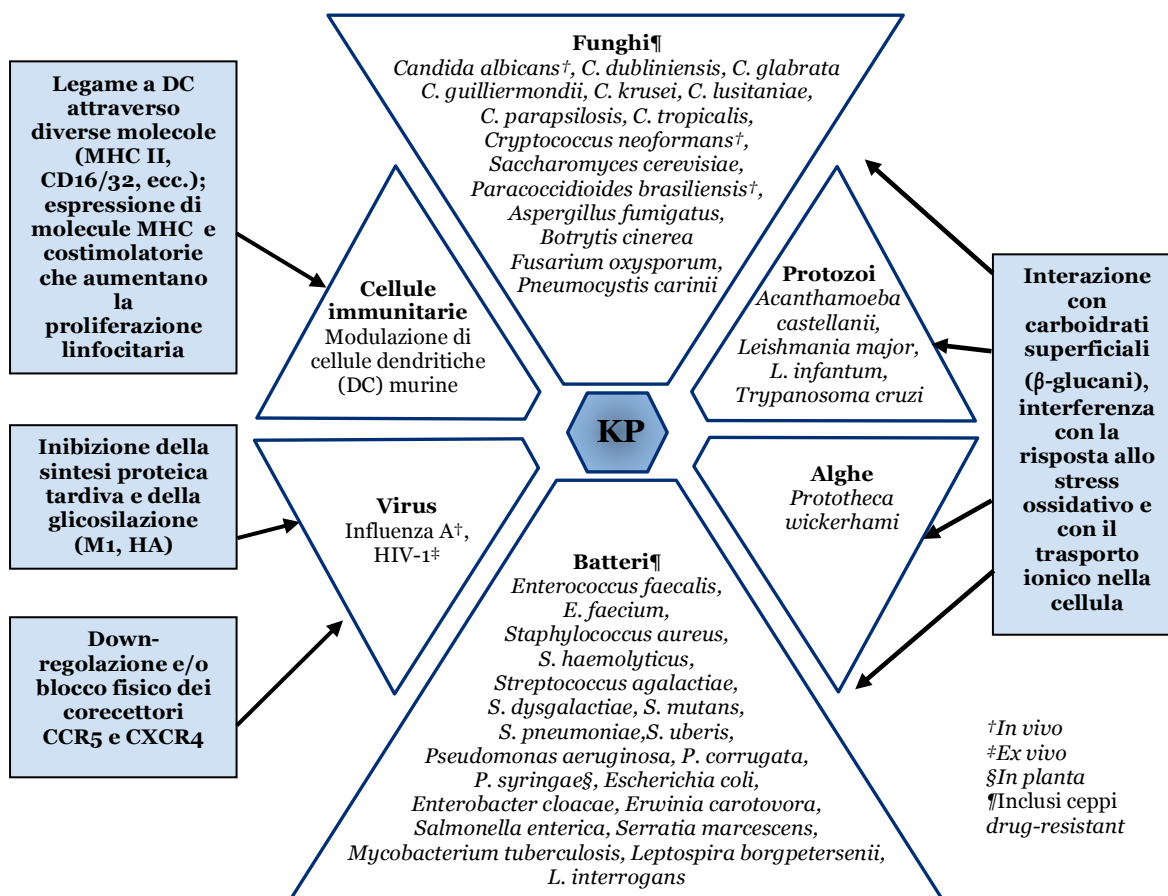 Funghi¶
Candida albicans†, C. dubliniensis, C. glabrata
C. guilliermondii, C. krusei, C. lusitaniae,
C. parapsilosis, C. tropicalis,
Cryptococcus neoformans†,
Saccharomyces cerevisiae,
Paracoccidioides brasiliensis†,
Aspergillus fumigatus,
Botrytis cinerea
Fusarium oxysporum,
Pneumocystis carinii
Legame a DC
attraverso
diverse molecole
(MHC II,
CD16/32, ecc.);
espressione di
molecule MHC e
costimolatorie
che aumentano
la
proliferazione
linfocitaria
Cellule
immunitarie
Modulazione di
cellule dendritiche
(DC) murine
Protozoi
Acanthamoeba
castellanii,
Leishmania major,
L. infantum,
Trypanosoma cruzi
Interazione
con
carboidrati
superficiali
(β-glucani),
interferenza
con la
risposta allo
stress
ossidativo e
con il
trasporto
ionico nella
cellula
KP
Inibizione della
sintesi proteica
tardiva e della
glicosilazione
(M1, HA)
Virus
Influenza A†,
HIV-1‡
Alghe
Prototheca
wickerhami
Down-
regolazione e/o
blocco fisico dei
corecettori
CCR5 e CXCR4
Batteri¶
Enterococcus faecalis,
E. faecium,
Staphylococcus aureus,
S. haemolyticus,
Streptococcus agalactiae,
S. dysgalactiae, S. mutans,
S. pneumoniae,S. uberis,
Pseudomonas aeruginosa, P. corrugata,
P. syringae§, Escherichia coli,
Enterobacter cloacae, Erwinia carotovora,
Salmonella enterica, Serratia marcescens,
Mycobacterium tuberculosis, Leptospira borgpetersenii,
L. interrogans
†In vivo
‡Ex vivo
§In planta
¶Inclusi ceppi
drug-resistant